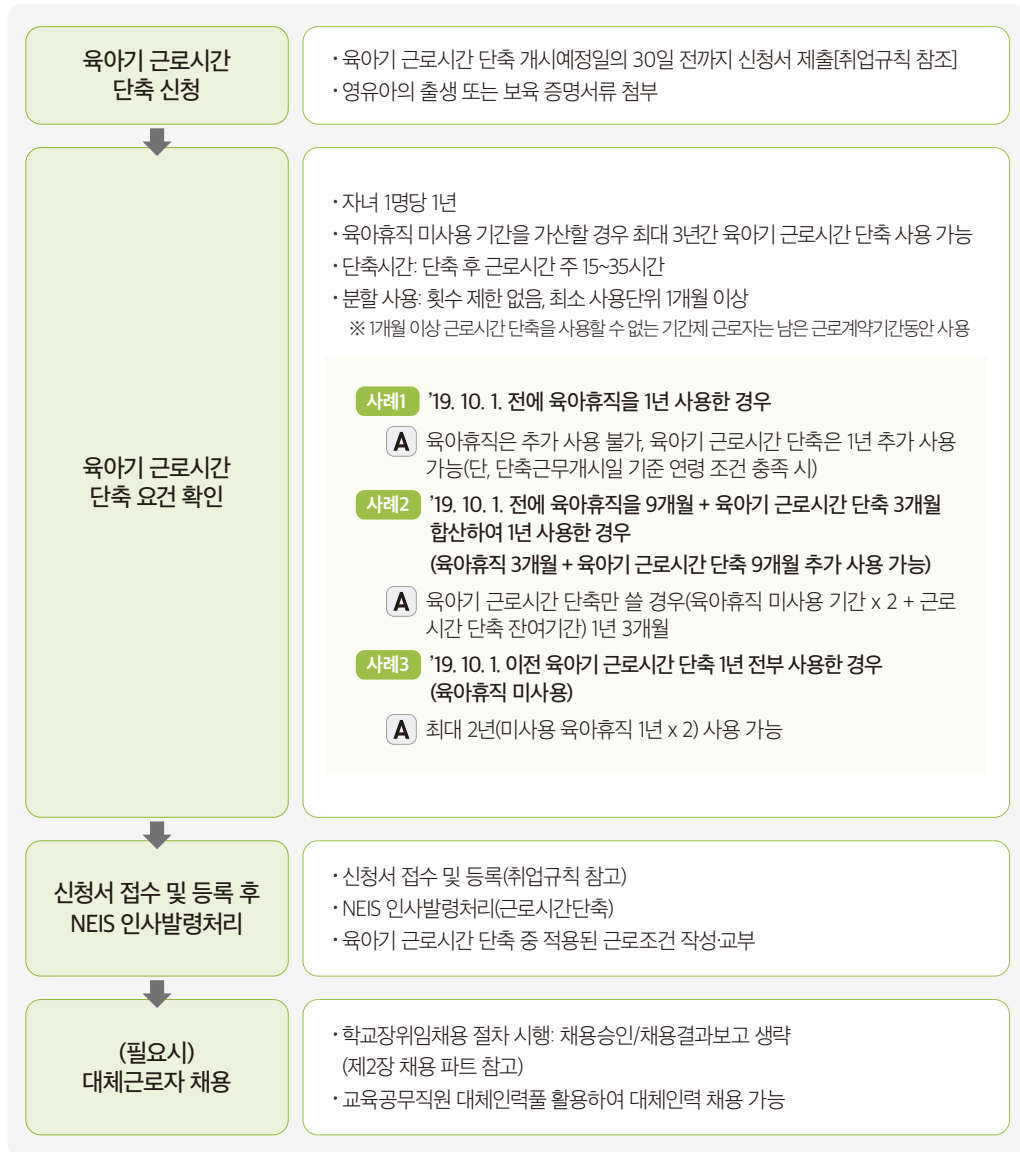 육아기 근로시간
단축 신청
· 육아기 근로시간 단축 개시예정일의 30일 전까지 신청서 제출[취업규칙 참조]
· 영유아의 출생 또는 보육 증명서류 첨부
육아기 근로시간
단축 요건 확인
· 자녀 1명당 1년
· 육아휴직 미사용 기간을 가산할 경우 최대 3년간 육아기 근로시간 단축 사용 가능
· 단축시간: 단축 후 근로시간 주 15~35시간
· 분할 사용: 횟수 제한 없음, 최소 사용단위 1개월 이상
※ 1개월 이상 근로시간 단축을 사용할 수 없는 기간제 근로자는 남은 근로계약기간동안 사용
사례1 ’19. 10. 1. 전에 육아휴직을 1년 사용한 경우
A 육아휴직은 추가 사용 불가, 육아기 근로시간 단축은 1년 추가 사용
가능(단, 단축근무개시일 기준 연령 조건 충족 시)
사례2 ’19. 10. 1. 전에 육아휴직을 9개월 + 육아기 근로시간 단축 3개월
합산하여 1년 사용한 경우
(육아휴직 3개월 + 육아기 근로시간 단축 9개월 추가 사용 가능)
A 육아기 근로시간 단축만 쓸 경우(육아휴직 미사용 기간 x 2 + 근로
시간 단축 잔여기간) 1년 3개월
사례3 ’19. 10. 1. 이전 육아기 근로시간 단축 1년 전부 사용한 경우
(육아휴직 미사용)
A 최대 2년(미사용 육아휴직 1년 x 2) 사용 가능
신청서 접수 및 등록 후
NEIS 인사발령처리
· 신청서 접수 및 등록(취업규칙 참고)
· NEIS 인사발령처리(근로시간단축)
· 육아기 근로시간 단축 중 적용된 근로조건 작성·교부
(필요시)
대체근로자 채용
· 학교장위임채용 절차 시행: 채용승인/채용결과보고 생략
(제2장 채용 파트 참고)
· 교육공무직원 대체인력풀 활용하여 대체인력 채용 가능